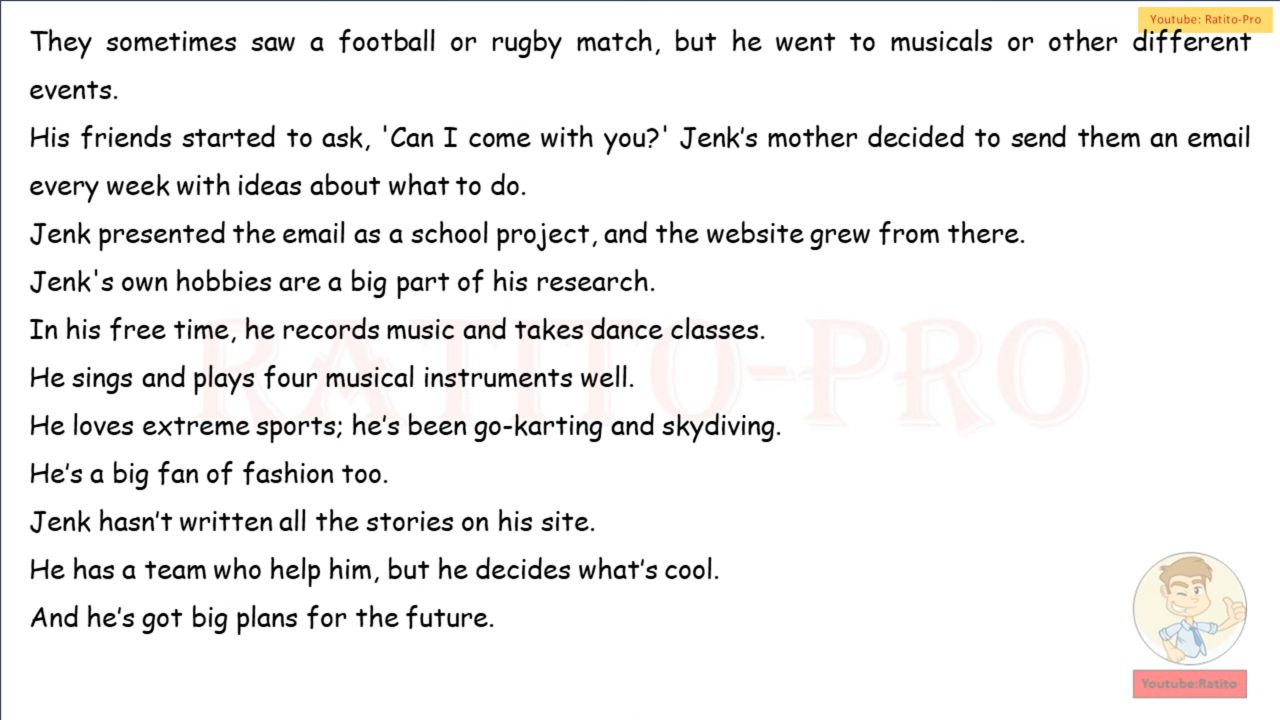 Youtube: Ratito-Pro
They sometimes saw a football or rugby match, but he went to musicals or other different
events.
His friends started to ask, 'Can I come with you?' Jenk’s mother decided to send them an email
every week with ideas about what to do.
Jenk presented the email as a school project, and the website grew from there.
Jenk's own hobbies are a big part of his research.
In his free time, he records music and takes dance classes.
RATITO-PRO
He sings and plays four musical instruments well.
He loves extreme sports; he’s been go-karting and skydiving.
He’s a big fan of fashion too.
Jenk hasn’t written all the stories on his site.
He has a team who help him, but he decides what’s cool.
And he’s got big plans for the future.
Youtube:Ratito